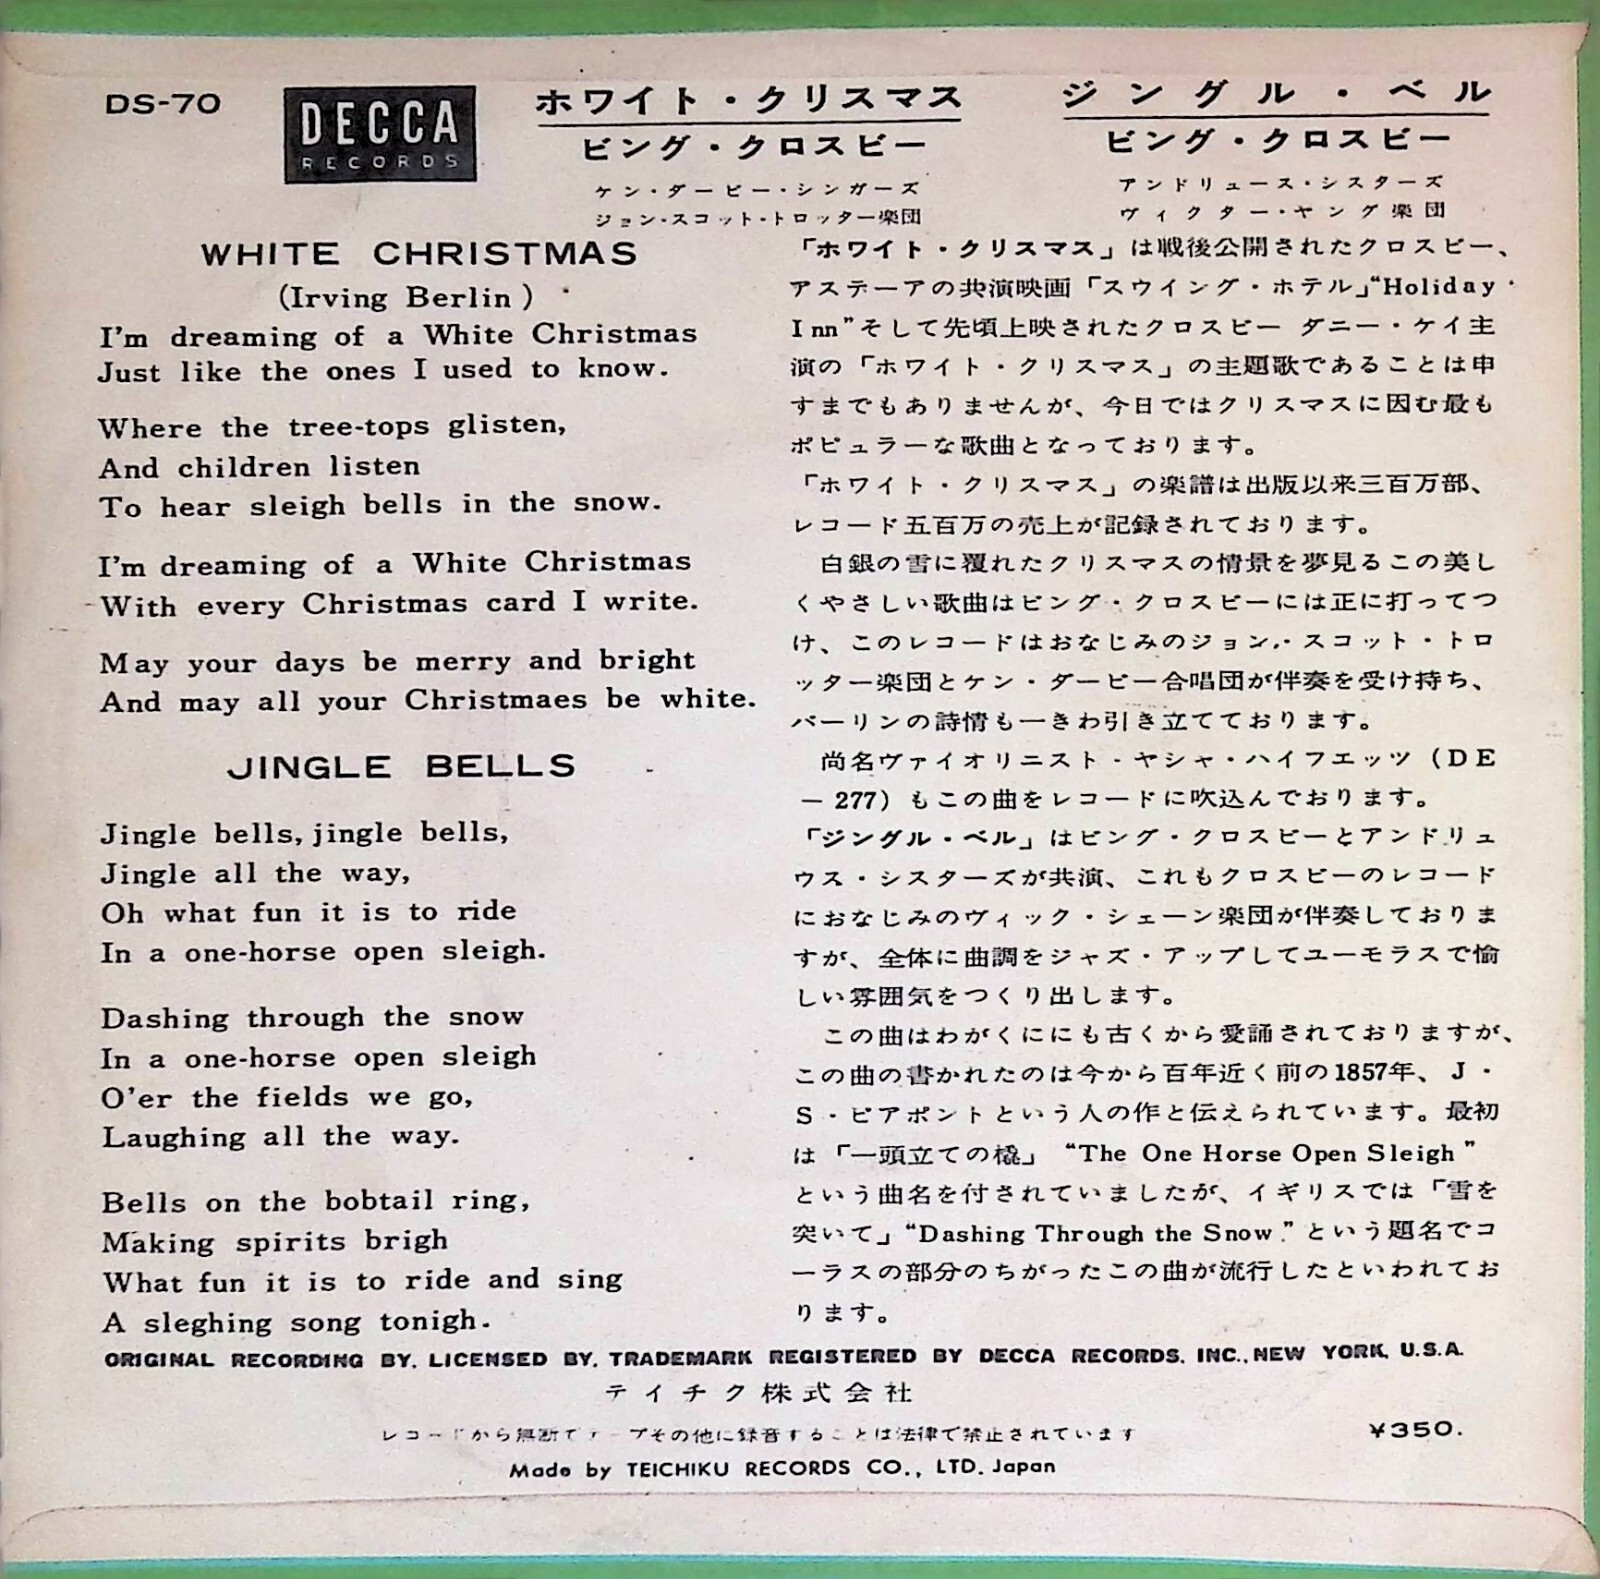 DS-70
DECCA
RECORDS
ホワイト・クリスマス
ビング・クロスビー
ケン・ダービー・シンガーズ
ジョン・スコット・トロッター楽団
ジングル・ベル
ビング・クロスビー
アンドリュース・シスターズ
ヴィクター・ヤング楽団
WHITE CHRISTMAS
(Irving Berlin)
I'm dreaming of a White Christmas
Just like the ones I used to know.
Where the tree-tops glisten,
And children listen
To hear sleigh bells in the snow.
I'm dreaming of a White Christmas
With every Christmas card I write.
May your days be merry and bright
And may all your Christmaes be white.
JINGLE BELLS
Jingle bells, jingle bells,
Jingle all the way,
Oh what fun it is to ride
In a one-horse open sleigh.
Dashing through the snow
In a one-horse open sleigh
O'er the fields we go,
Laughing all the way.
Bells on the bobtail ring,
Making spirits brigh
What fun it is to ride and sing
A sleghing song tonigh.
「ホワイト・クリスマス」は戦後公開されたクロスビー、
アステーアの共演映画「スウイング・ホテル」“Holiday・
Inn”そして先頃上映されたクロスビー ダニー・ケイ主
演の「ホワイト・クリスマス」の主題歌であることは申
すまでもありませんが、今日ではクリスマスに因む最も
ポピュラーな歌曲となっております。
「ホワイト・クリスマス」の楽譜は出版以来三百万部、
レコード五百万の売上が記録されております。
白銀の雪に覆れたクリスマスの情景を夢見るこの美し
くやさしい歌曲はビング・クロスビーには正に打ってつ
け、このレコードはおなじみのジョン・スコット・トロ
ッター楽団とケン・ダービー合唱団が伴奏を受け持ち、
バーリンの詩情も一きわ引き立てております。
尚名ヴァイオリニスト・ヤシャ・ハイフエッツ（DE
－277）もこの曲をレコードに吹込んでおります。
「ジングル・ベル」はビング・クロスビーとアンドリュ
ウス・シスターズが共演、これもクロスビーのレコード
におなじみのヴィック・シェーン楽団が伴奏しておりま
すが、全体に曲調をジャズ・アップしてユーモラスで愉
しい雰囲気をつくり出します。
この曲はわがくににも古くから愛誦されておりますが、
この曲の書かれたのは今から百年近く前の1857年、J・
S・ピアポントという人の作と伝えられています。最初
は「一頭立ての橇」 “The One Horse Open Sleigh”
という曲名を付されていましたが、イギリスでは「雪を
突いて」“Dashing Through the Snow.”という題名でコ
ーラスの部分のちがったこの曲が流行したといわれてお
ります。
ORIGINAL RECORDING BY. LICENSED BY. TRADEMARK REGISTERED BY DECCA RECORDS. INC., NEW YORK. U.S.A.
テイチク株式会社
レコードから無断でテープその他に録音することは法律で禁止されています
¥350.
Made by TEICHIKU RECORDS CO., LTD. Japan